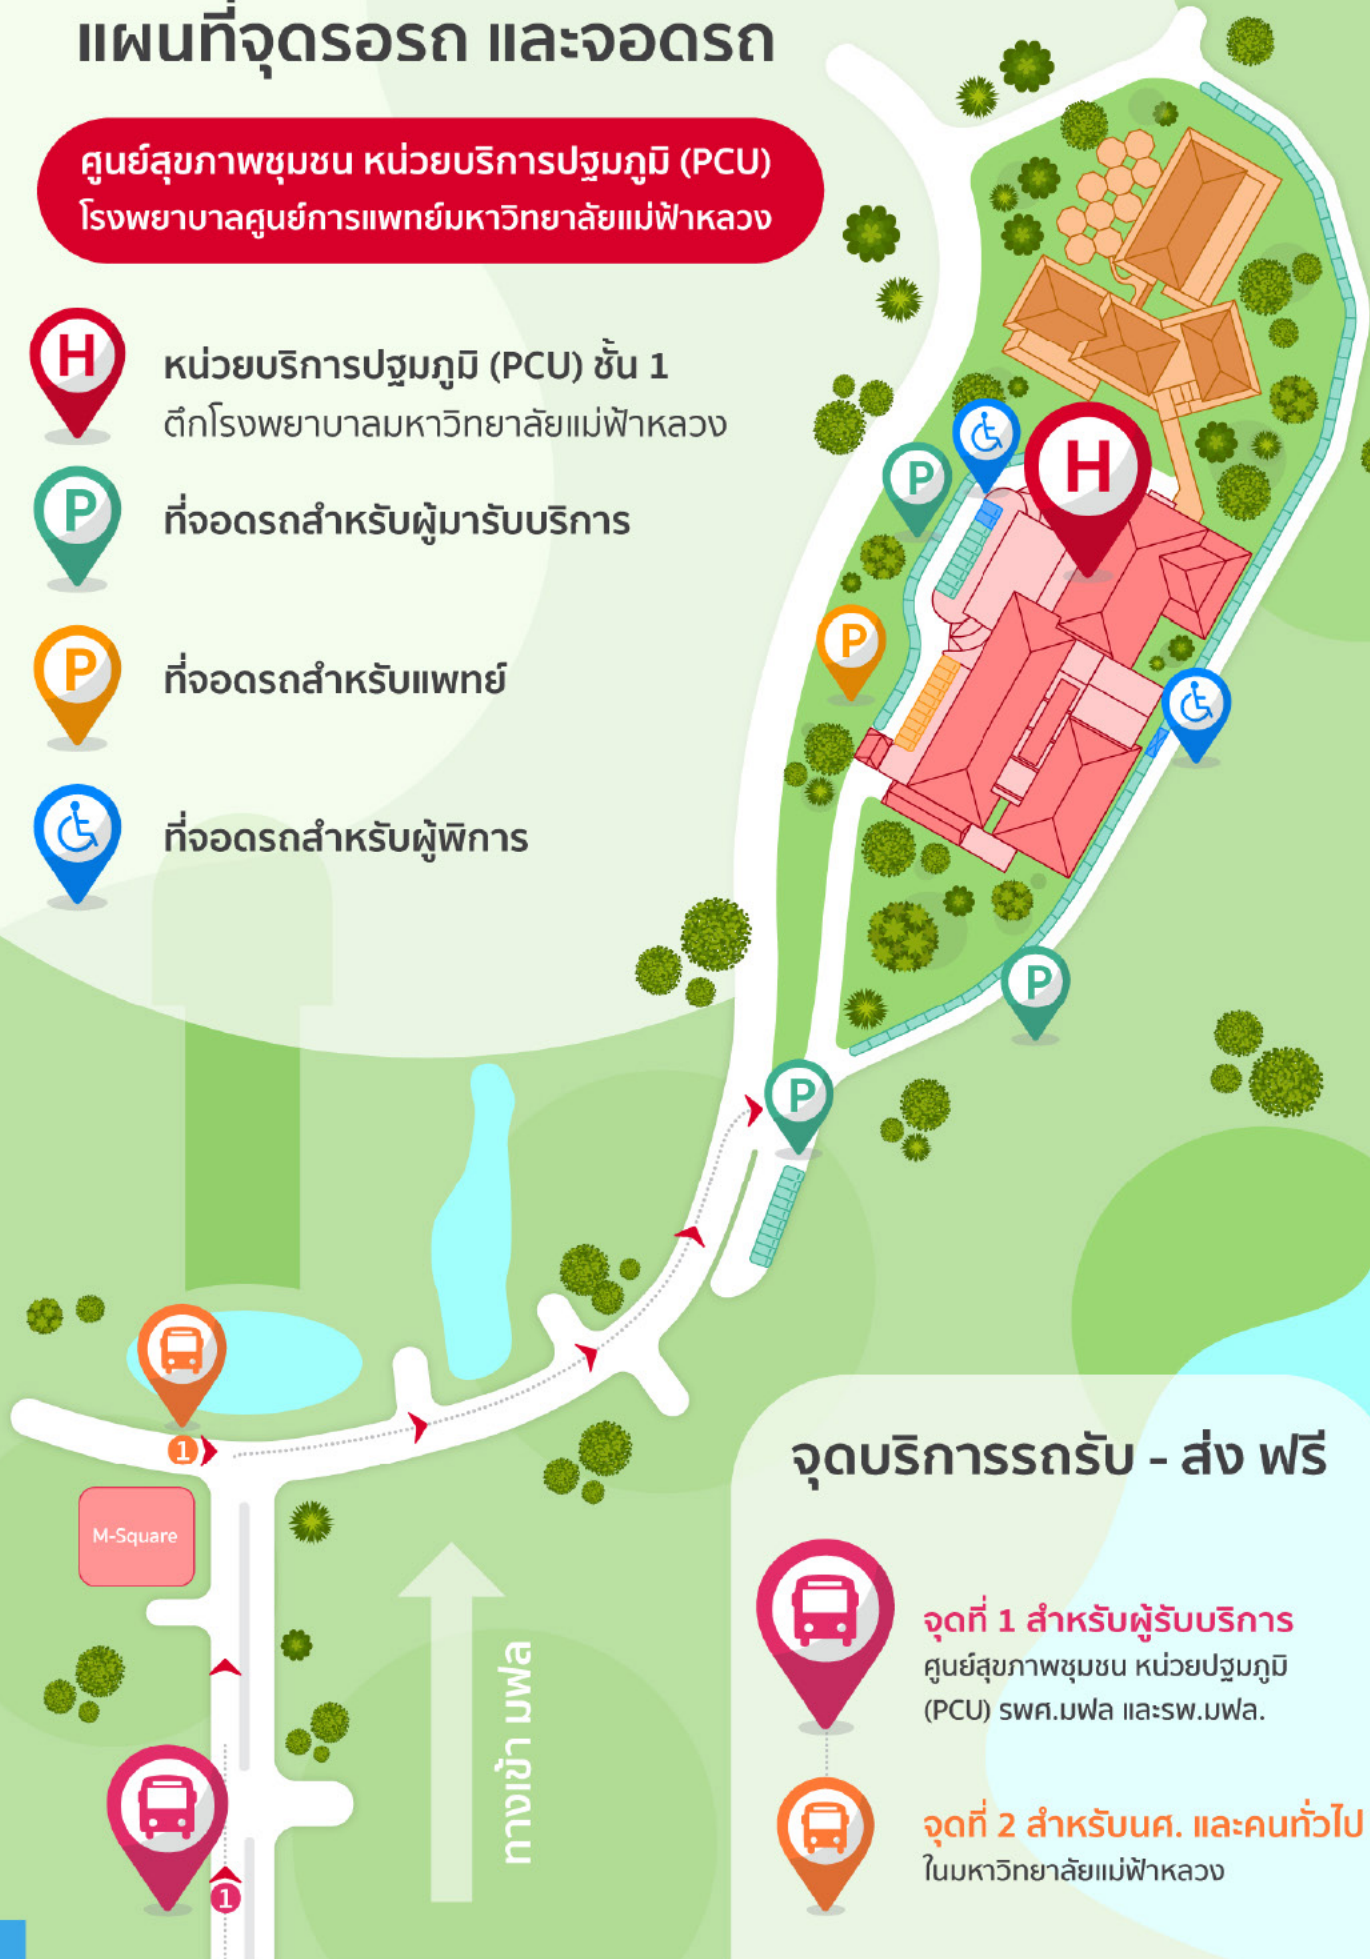 แผนที่จุดรอรถ และจอดรถ
ศูนย์สุขภาพชุมชน หน่วยบริการปฐมภูมิ (PCU)
โรงพยาบาลศูนย์การแพทย์มหาวิทยาลัยแม่ฟ้าหลวง
H
หน่วยบริการปฐมภูมิ (PCU) ชั้น 1
ตึกโรงพยาบาลมหาวิทยาลัยแม่ฟ้าหลวง
P
ที่จอดรถสำหรับผู้มารับบริการ
P
ที่จอดรถสำหรับแพทย์
ที่จอดรถสำหรับผู้พิการ
H
P
P
P
P
1
M-Square
ทางเข้า มฟล
1
จุดบริการรถรับ - ส่ง ฟรี
จุดที่ 1 สำหรับผู้รับบริการ
ศูนย์สุขภาพชุมชน หน่วยปฐมภูมิ
(PCU) รพศ.มฟล และรพ.มฟล.
จุดที่ 2 สำหรับนศ. และคนทั่วไป
ในมหาวิทยาลัยแม่ฟ้าหลวง